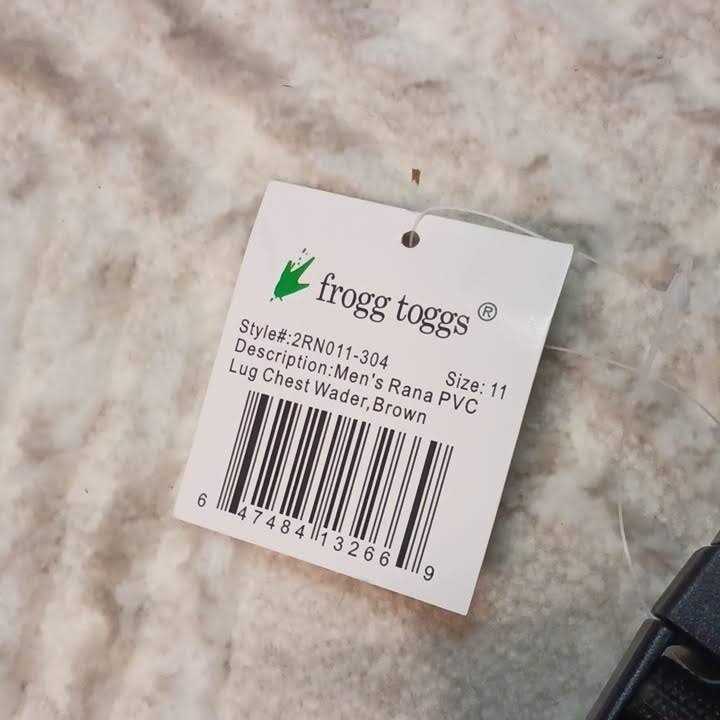 frogg toggs ®
Style#:2RN011-304 Size: 11
Description:Men's Rana PVC
Lug Chest Wader,Brown
6 47484 13266 9